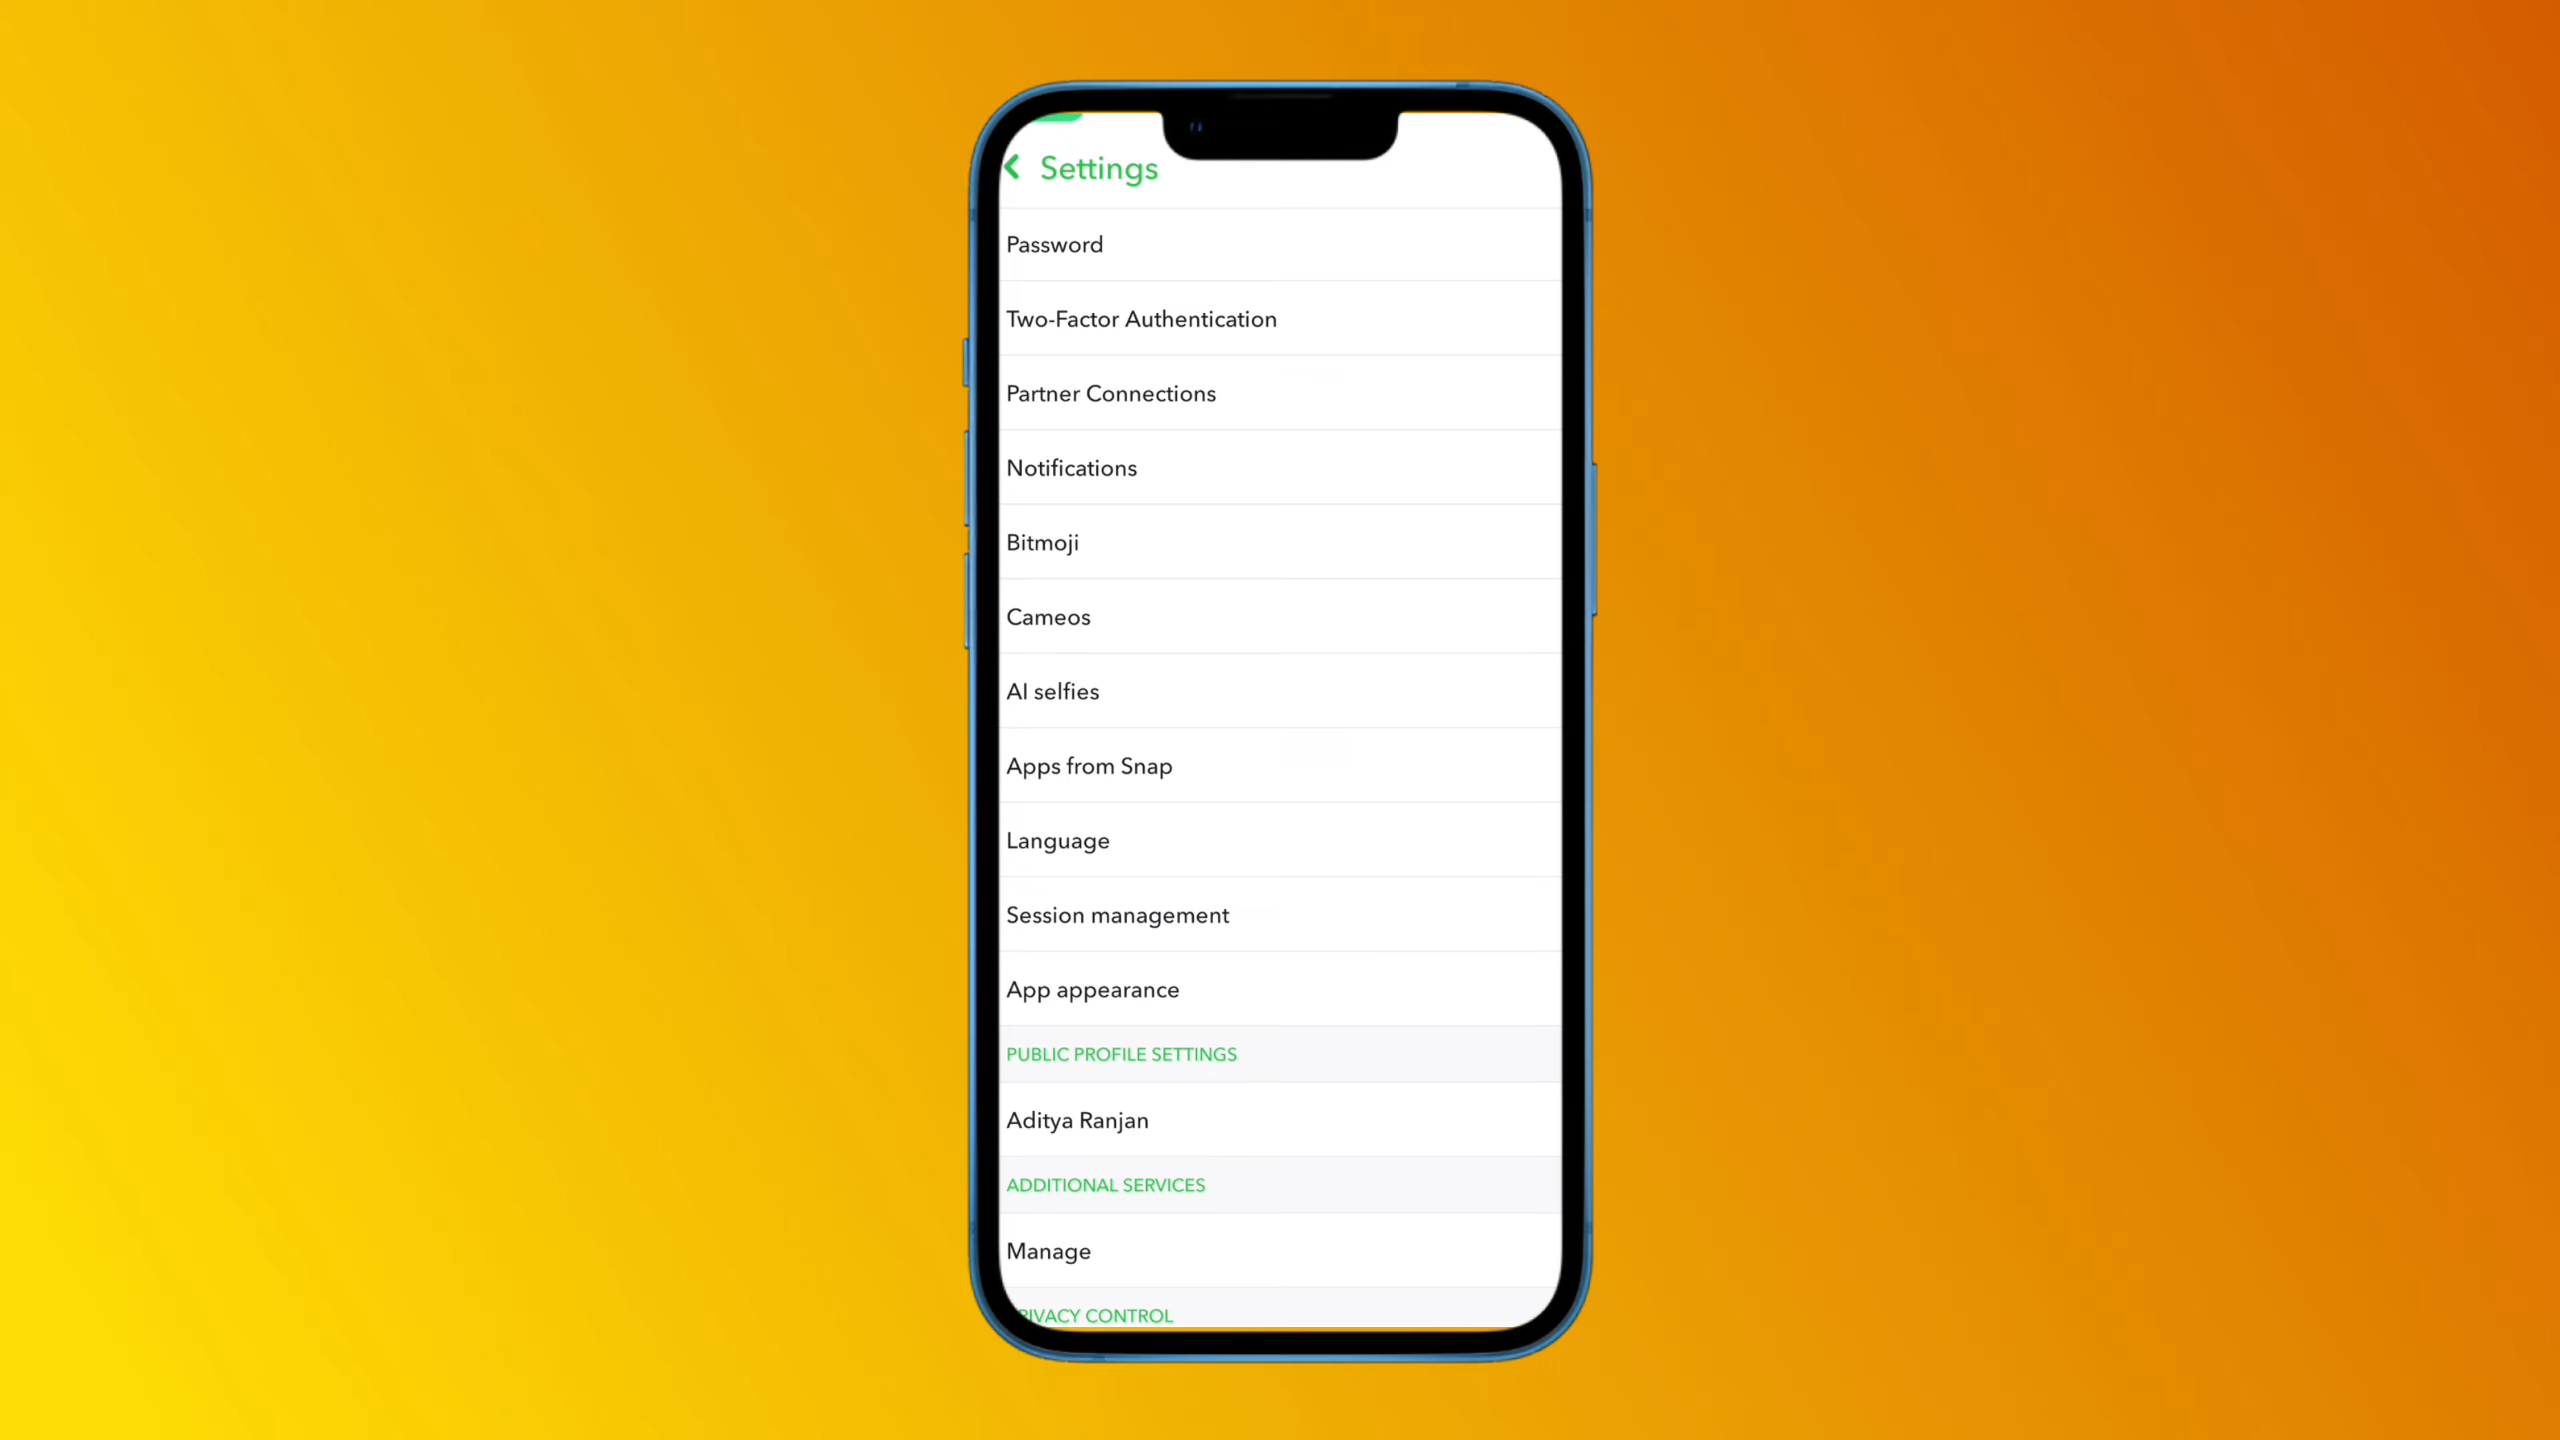 Settings
Password
Two-Factor Authentication
Partner Connections
Notifications
Bitmoji
Cameos
AI selfies
Apps from Snap
Language
Session management
App appearance
PUBLIC PROFILE SETTINGS
Aditya Ranjan
ADDITIONAL SERVICES
Manage
PRIVACY CONTROL